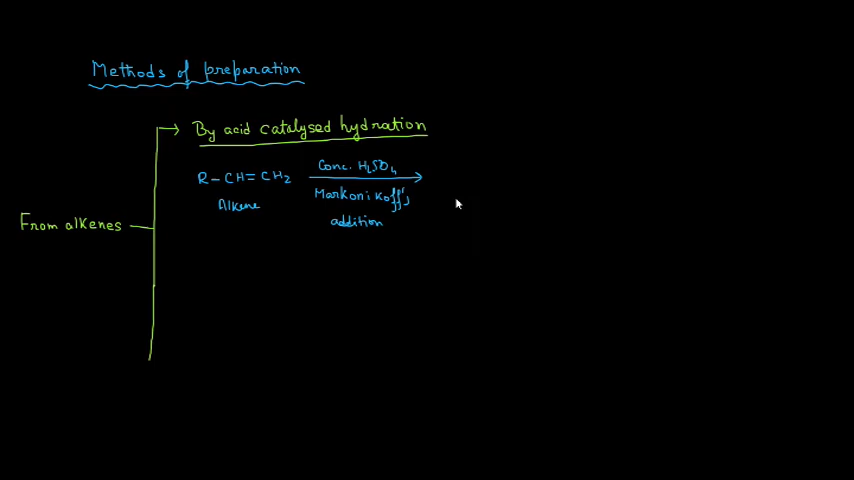 Methods of preparation
By acid catalysed hydration
R-CH=CH2 Conc. H2SO4
Alkene Markonikoff's
addition
From alkenes